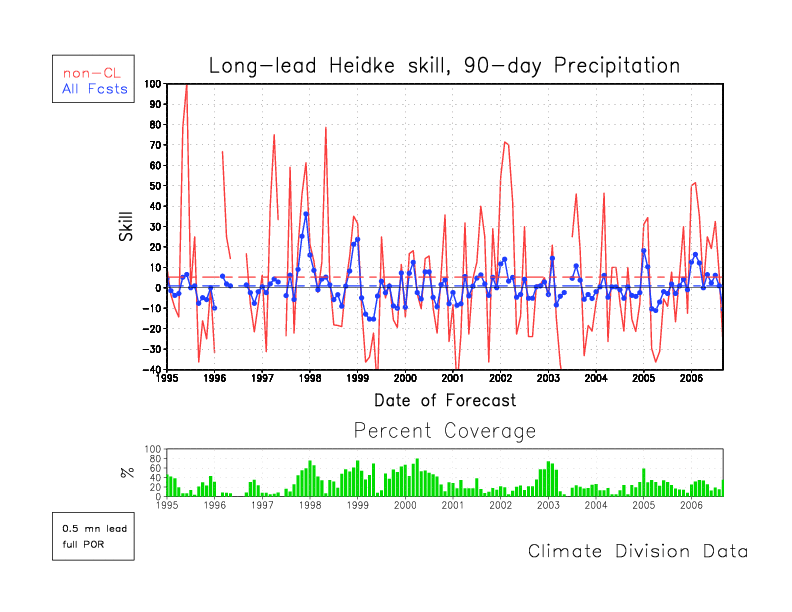 Long-lead Heidke skill, 90-day Precipitation
non-CL
All Fcsts
100
90
80
70
60
50
40
30
20
10
0
-10
-20
-30
-40
Skill
1995 1996 1997 1998 1999 2000 2001 2002 2003 2004 2005 2006
Date of Forecast
Percent Coverage
100
80
60
40
20
0
%
1995 1996 1997 1998 1999 2000 2001 2002 2003 2004 2005 2006
0.5 mn lead
full POR
Climate Division Data